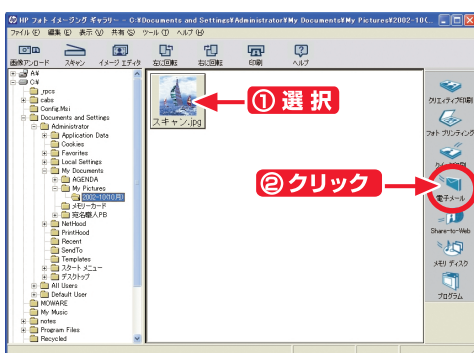 HP フォト イメージング ギャラリー - C:¥Documents and Settings¥Administrator¥My Documents¥My Pictures¥2002-10(...
ファイル(F) 編集(E) 表示(V) 共有(S) ツール(T) ヘルプ(H)
画像アンロード スキャン イメージ エディタ 左に回転 右に回転 印刷 ヘルプ
A:¥
C:¥
_jpcs
cabs
Config.Msi
Documents and Settings
Administrator
Application Data
Cookies
Favorites
Local Settings
My Documents
AGENDA
My Pictures
2002-10(10月)
メモリーカード
宛名職人PB
NetHood
PrintHood
Recent
SendTo
Templates
スタート メニュー
デスクトップ
All Users
Default User
MOWARE
My Music
notes
Program Files
Recycled
スキャン.jpg
① 選択
② クリック
クリエイティブ印刷
フォト プリンティング
電子メール
Share-to-Web
メモリ ディスク
プログラム